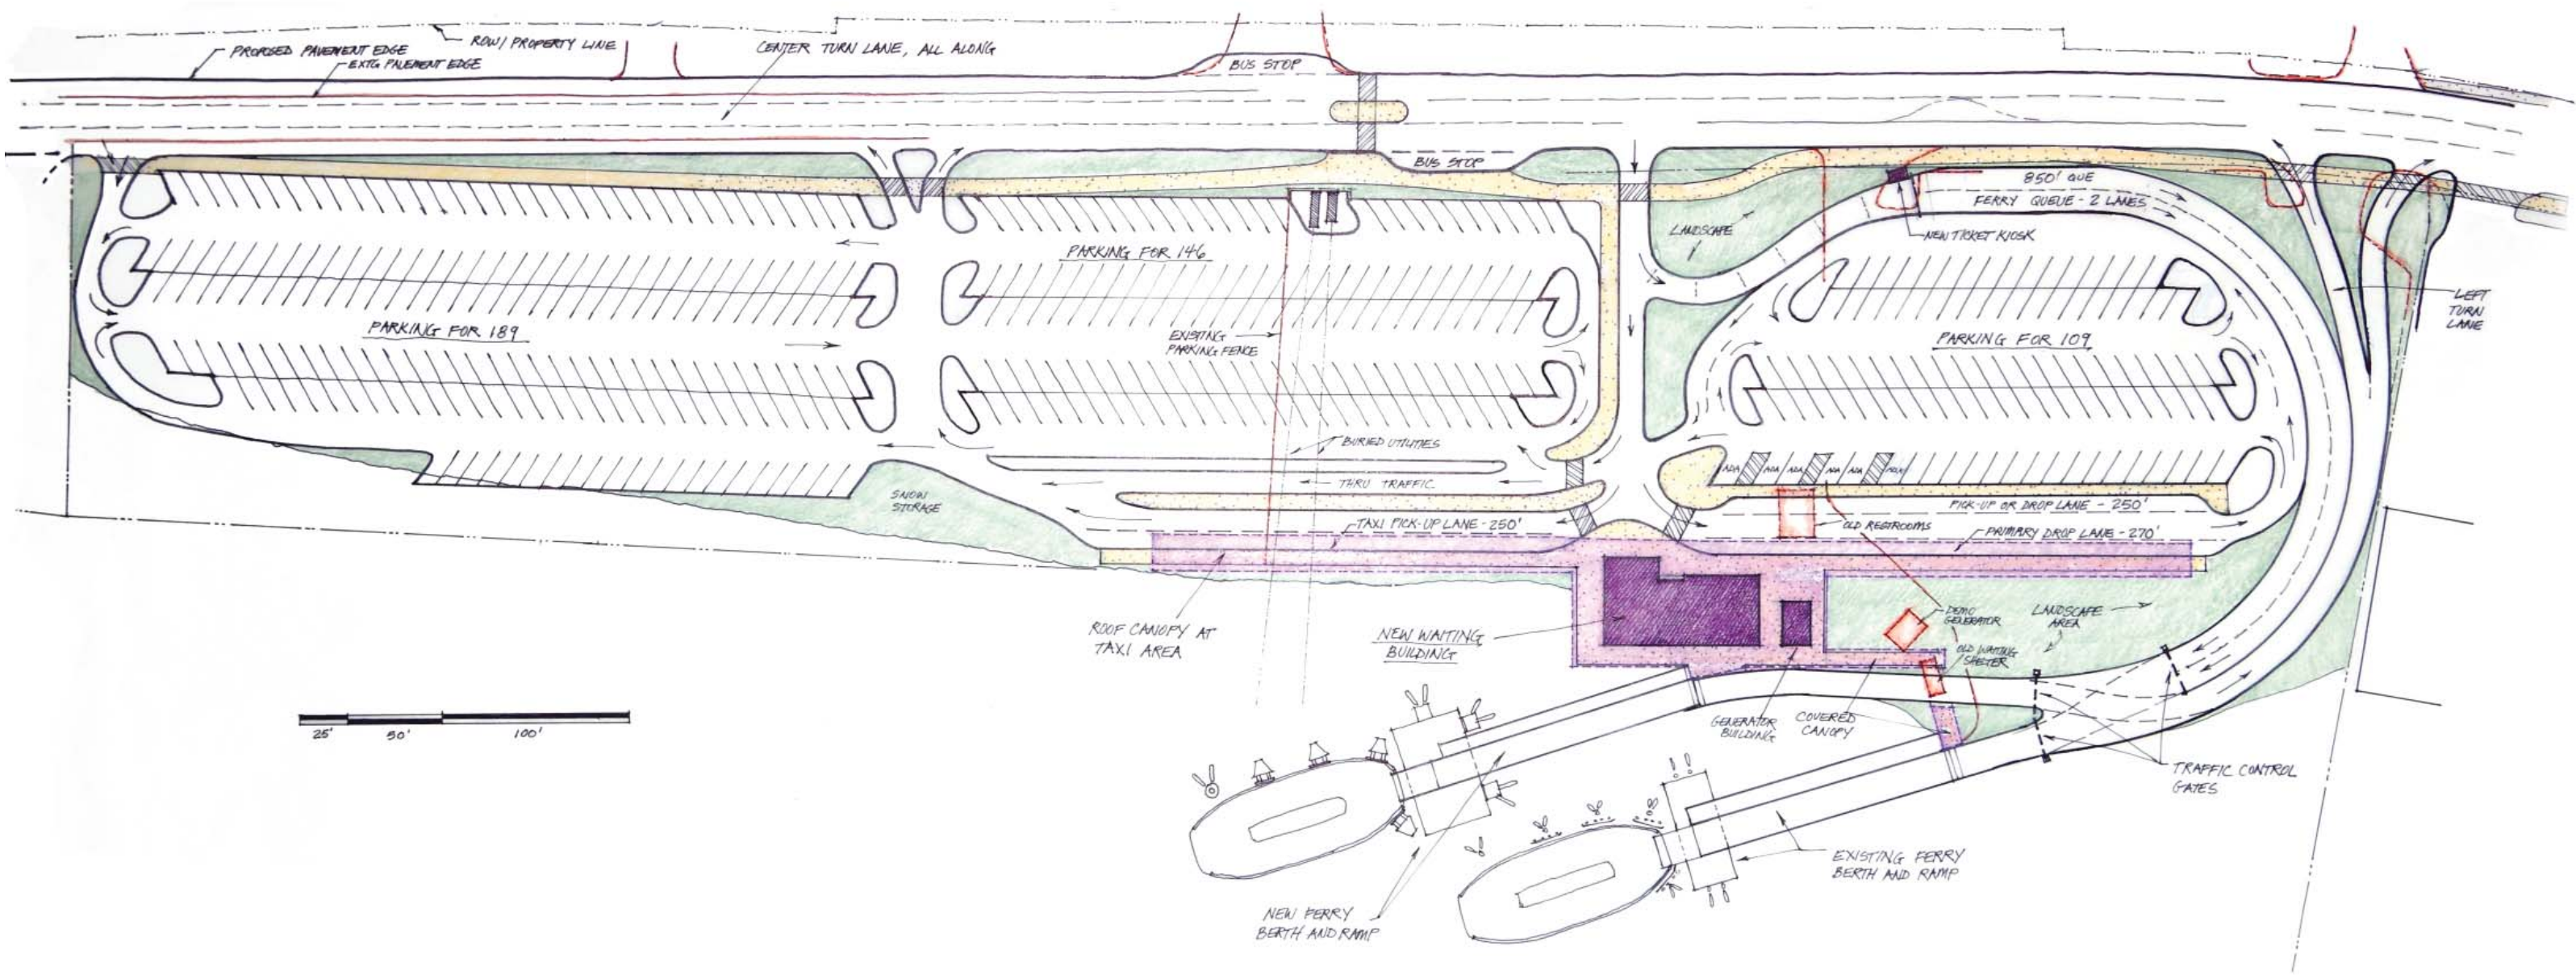 ROW/ PROPERTY LINE
PROPOSED PAVEMENT EDGE
EXTG PAVEMENT EDGE
CENTER TURN LANE, ALL ALONG
BUS STOP
BUS STOP
850' QUE
FERRY QUEUE - 2 LANES
NEW TICKET KIOSK
LANDSCAPE
PARKING FOR 146
PARKING FOR 189
EXISTING
PARKING FENCE
PARKING FOR 109
LEFT
TURN
LANE
BURIED UTILITIES
THRU TRAFFIC
SNOW
STORAGE
ADA
ADA
ADA
ADA
ADA
ADA
PICK-UP OR DROP LANE - 250'
TAXI PICK-UP LANE - 250'
OLD RESTROOMS
PRIMARY DROP LANE - 270'
ROOF CANOPY AT
TAXI AREA
NEW WAITING
BUILDING
DEMO
GENERATOR
LANDSCAPE
AREA
OLD WAITING
SHELTER
GENERATOR
BUILDING
COVERED
CANOPY
25'
50'
100'
TRAFFIC CONTROL
GATES
EXISTING FERRY
BERTH AND RAMP
NEW FERRY
BERTH AND RAMP